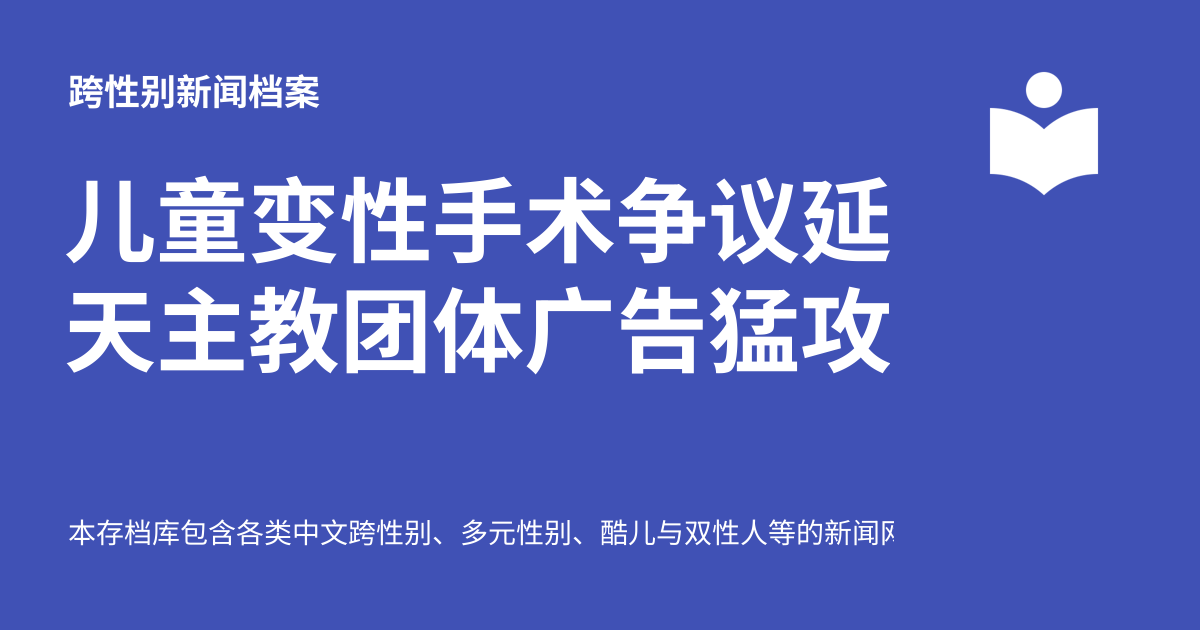 跨性别新闻档案
儿童变性手术争议延
天主教团体广告猛攻
本存档库包含各类中文跨性别、多元性别、酷儿与双性人等的新闻网